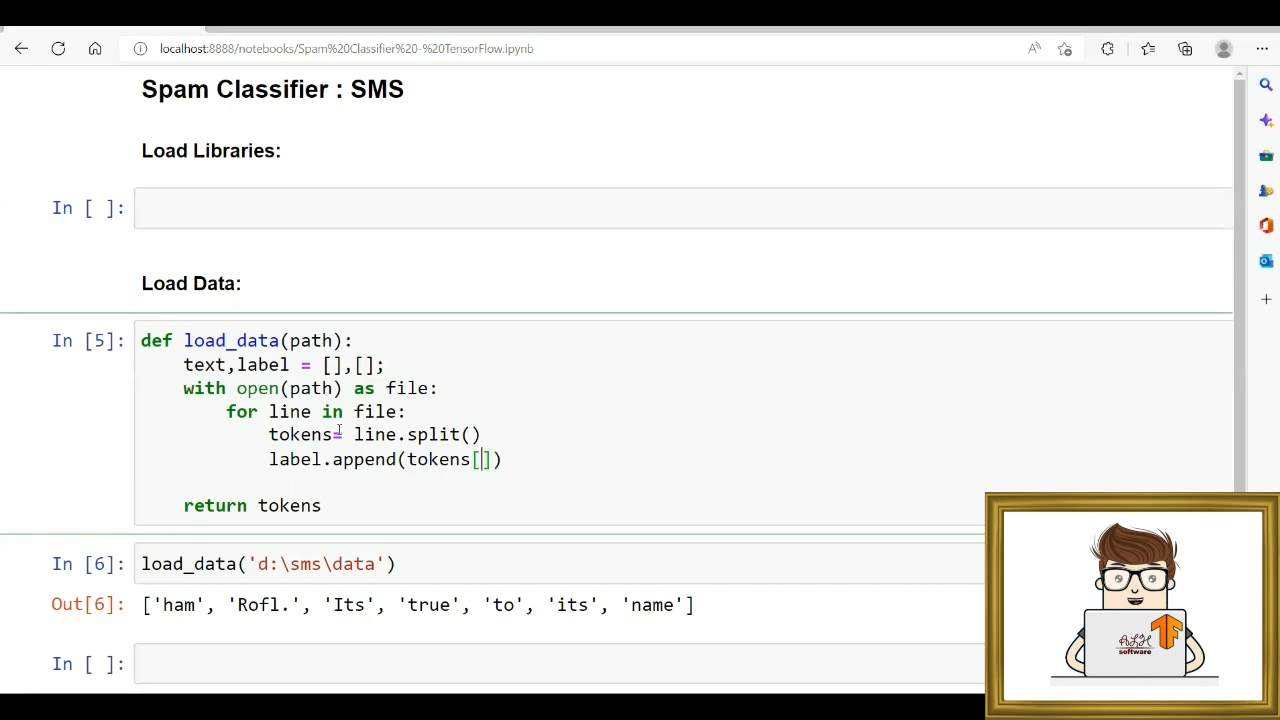 localhost:8888/notebooks/Spam%20Classifier%20-%20TensorFlow.ipynb
Spam Classifier : SMS
Load Libraries:
In [ ]:
Load Data:
In [5]:
def load_data(path):
    text,label = [],[];
    with open(path) as file:
        for line in file:
            tokens= line.split()
            label.append(tokens[])
    return tokens
In [6]: load_data('d:\sms\data')
Out[6]: ['ham', 'Rofl.', 'Its', 'true', 'to', 'its', 'name']
In [ ]:
software